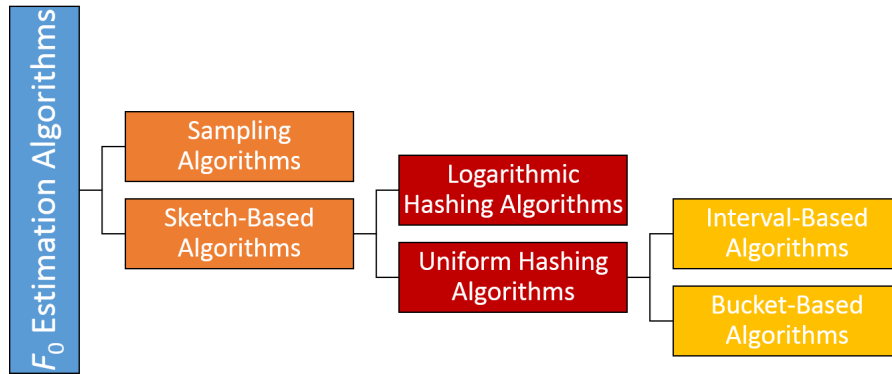 F₀ Estimation Algorithms
Sampling
Algorithms
Sketch-Based
Algorithms
Logarithmic
Hashing Algorithms
Uniform Hashing
Algorithms
Interval-Based
Algorithms
Bucket-Based
Algorithms